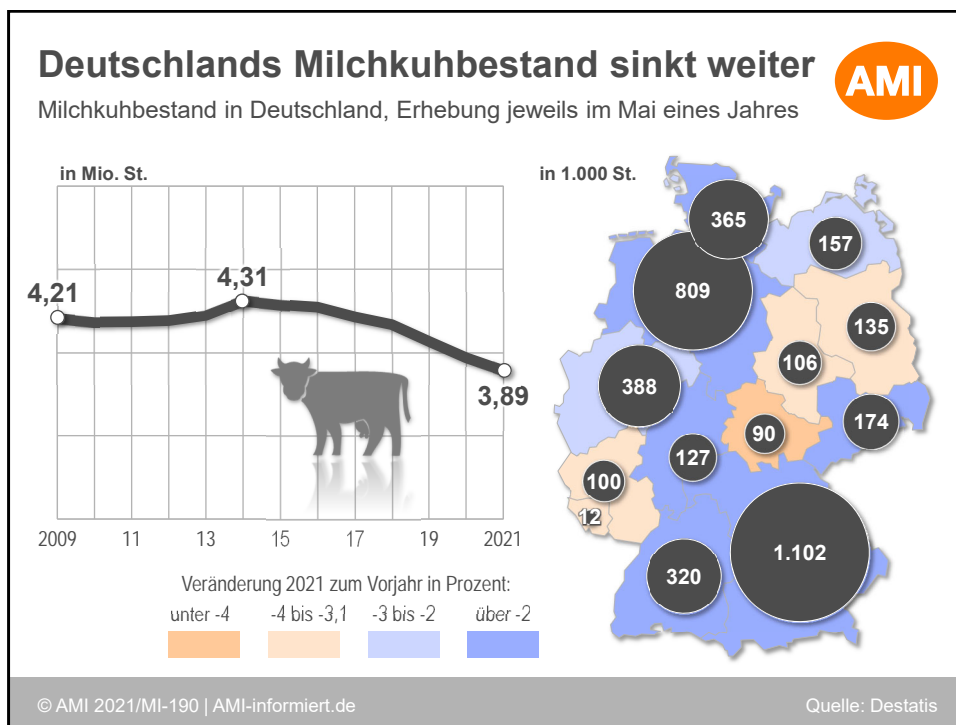 Deutschlands Milchkuhbestand sinkt weiter
AMI
Milchkuhbestand in Deutschland, Erhebung jeweils im Mai eines Jahres
in Mio. St.
4,21
4,31
3,89
2009 11 13 15 17 19 2021
in 1.000 St.
365
157
809
135
106
388
174
90
127
100
12
1.102
320
Veränderung 2021 zum Vorjahr in Prozent:
unter -4 -4 bis -3,1 -3 bis -2 über -2
© AMI 2021/MI-190 | AMI-informiert.de Quelle: Destatis